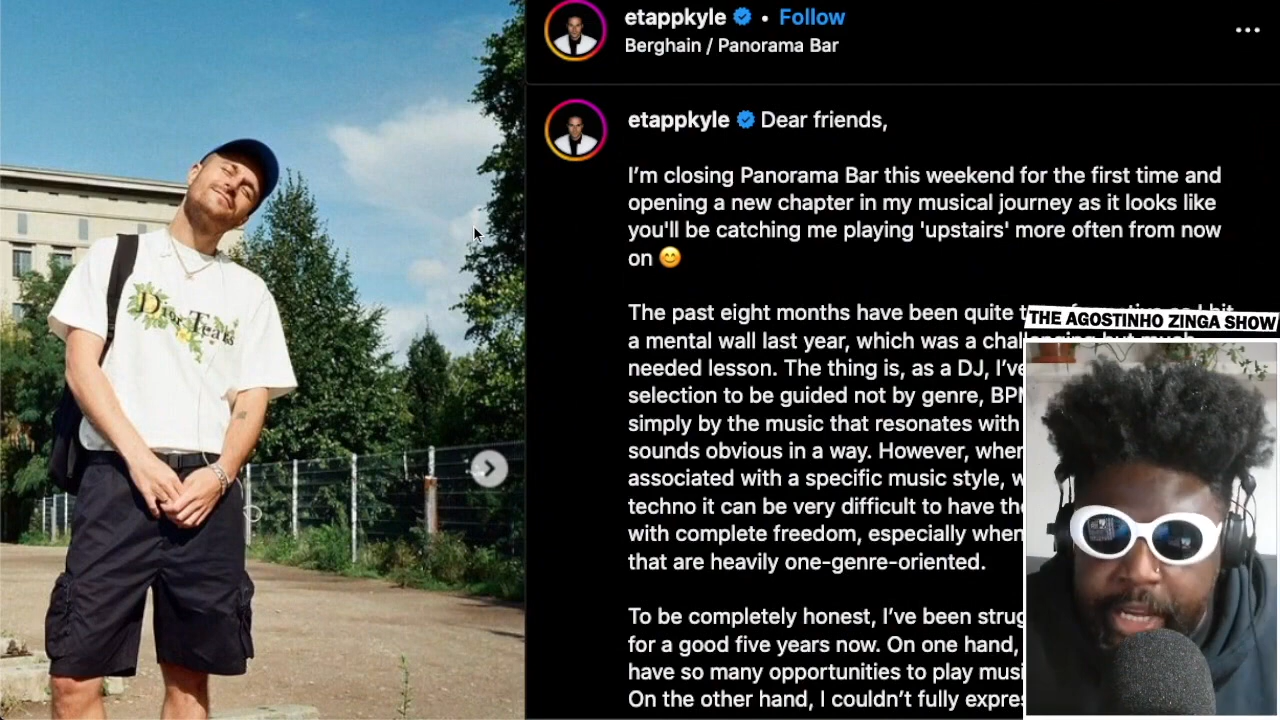 etappkyle • Follow
Berghain / Panorama Bar
etappkyle Dear friends,
I’m closing Panorama Bar this weekend for the first time and
opening a new chapter in my musical journey as it looks like
you'll be catching me playing 'upstairs' more often from now
on 😊
The past eight months have been quite
a mental wall last year, which was a challenging but much
needed lesson. The thing is, as a DJ, I’ve
selection to be guided not by genre, BPM
simply by the music that resonates with
sounds obvious in a way. However, when
associated with a specific music style,
techno it can be very difficult to have
with complete freedom, especially when
that are heavily one-genre-oriented.
To be completely honest, I’ve been
for a good five years now. On one hand,
have so many opportunities to play
On the other hand, I couldn’t fully
THE AGOSTINHO ZINGA SHOW
Dior Tears